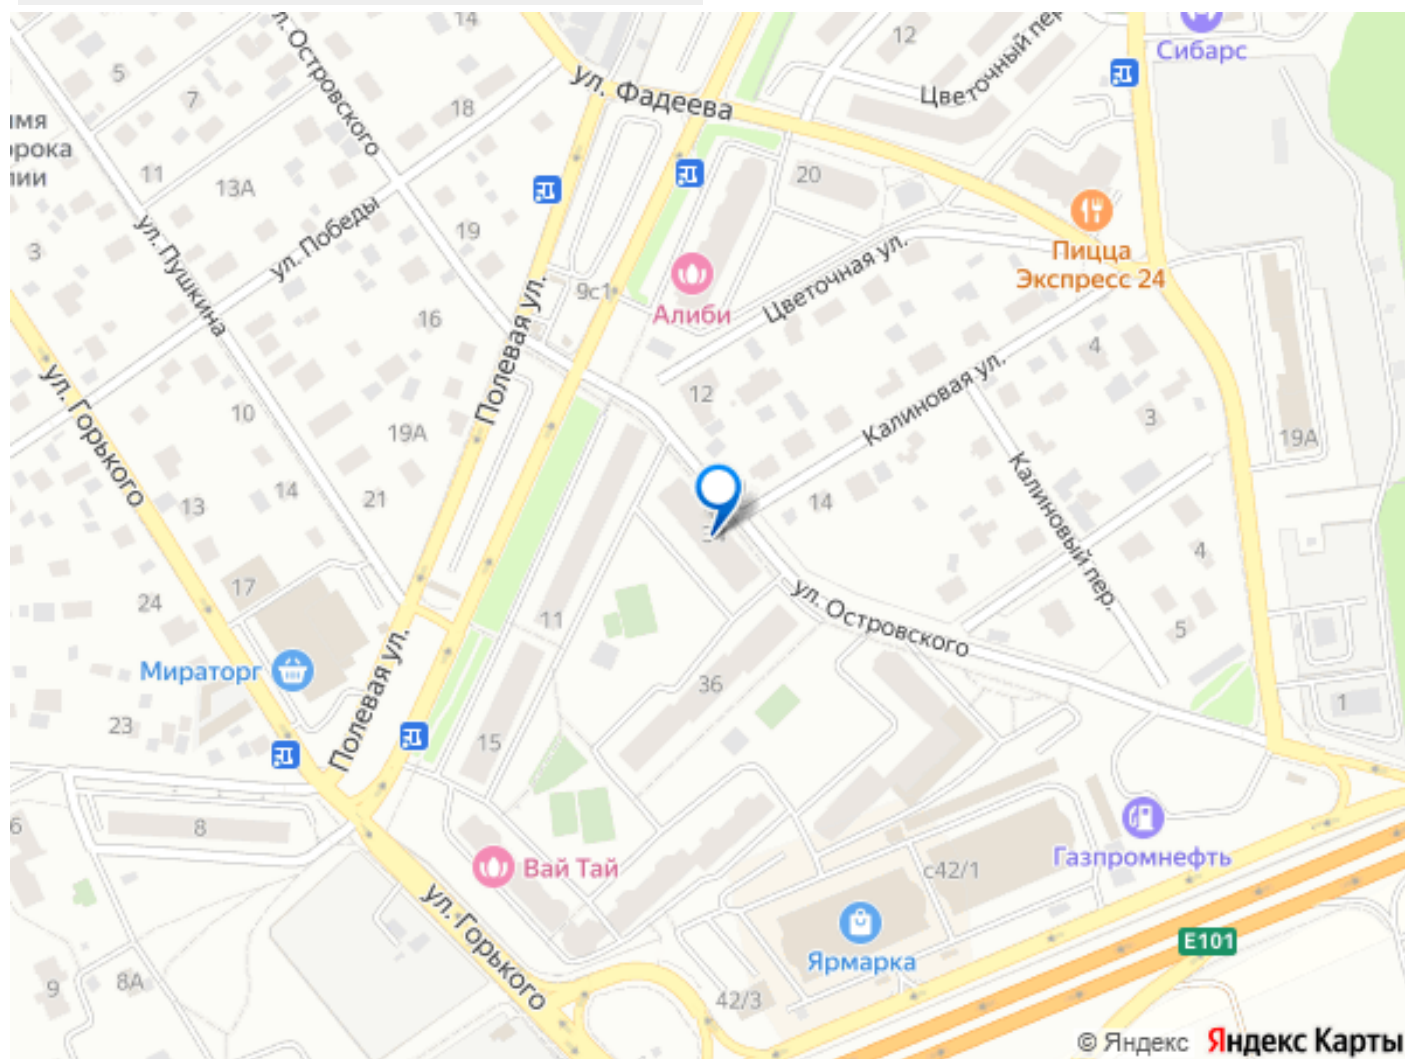 14
12
Цветочный пер.
Сибарс
5
ул. Островского
7
ул. Фадеева
18
11
13А
20
ул. Победы
19
3
ул. Пушкина
Пицца
Экспресс 24
Цветочная ул.
9с1
Алиби
16
Полевая ул.
4
ул. Горького
12
Калиновая ул.
10
19А
3
19А
14
21
13
14
Калиновый пер.
4
17
24
ул. Островского
11
5
Мираторг
36
Полевая ул.
23
15
1
8
Вай Тай
Газпромнефть
с42/1
ул. Горького
Ярмарка
E101
9
8А
42/3
© Яндекс Яндекс Карты